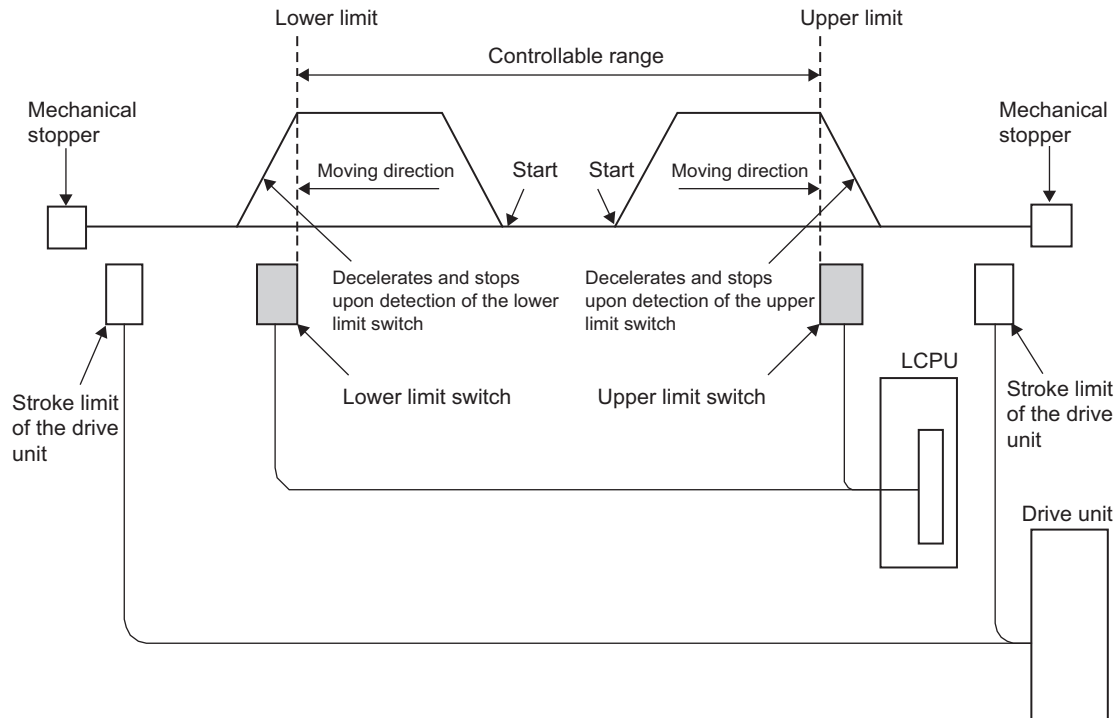 Lower limit
Upper limit
Controllable range
Mechanical
stopper
Mechanical
stopper
Moving direction
Start
Start
Moving direction
Decelerates and stops
upon detection of the lower
limit switch
Decelerates and stops
upon detection of the upper
limit switch
LCPU
Stroke limit
of the drive
unit
Lower limit switch
Upper limit switch
Stroke limit
of the drive
unit
Drive unit